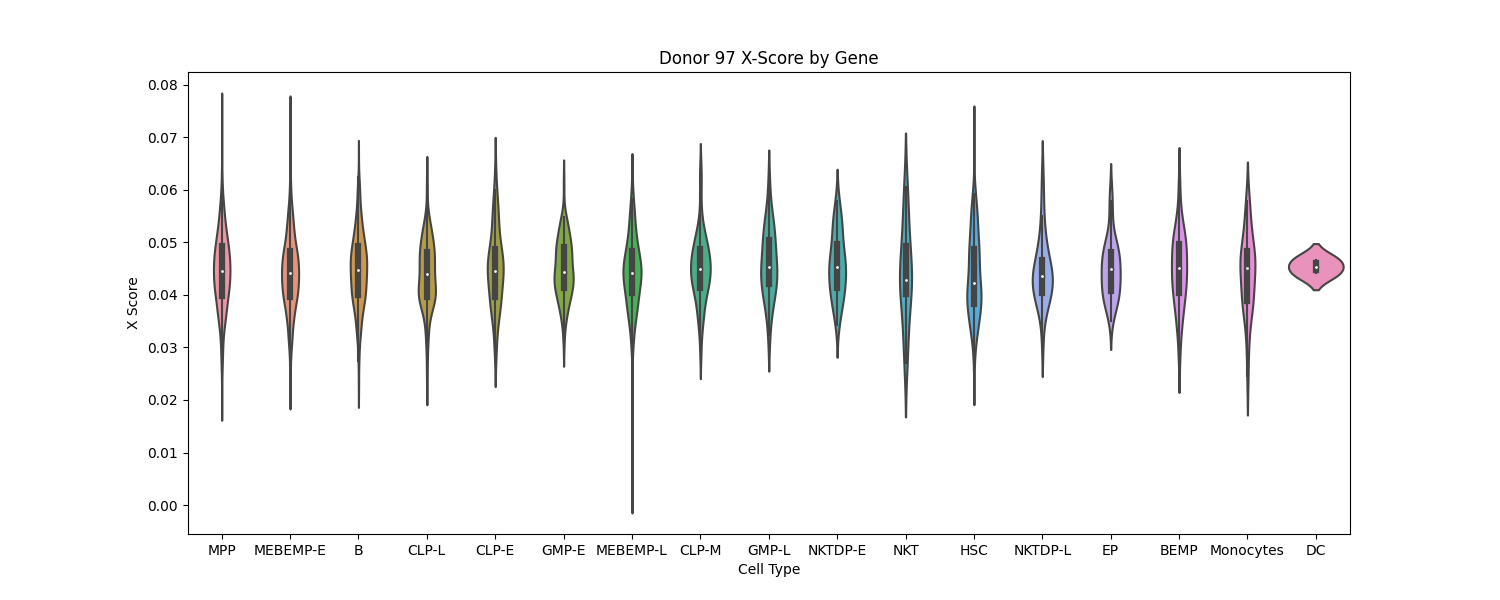 Donor 97 X-Score by Gene
0.08
0.07
0.06
0.05
0.04
0.03
0.02
0.01
0.00
X Score
MPP MEBEMP-E B CLP-L CLP-E GMP-E MEBEMP-L CLP-M GMP-L NKTDP-E NKT HSC NKTDP-L EP BEMP Monocytes DC
Cell Type